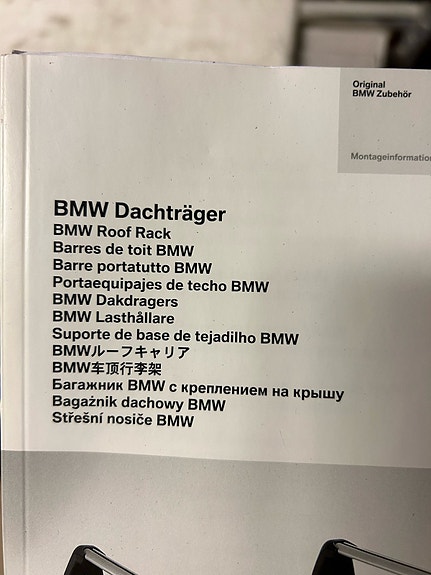 Original
BMW Zubehör
Montageinformation
BMW Dachträger
BMW Roof Rack
Barres de toit BMW
Barre portatutto BMW
Portaequipajes de techo BMW
BMW Dakdragers
BMW Lasthållare
Suporte de base de tejadilho BMW
BMWルーフキャリア
BMW车顶行李架
Багажник BMW с креплением на крышу
Bagażnik dachowy BMW
Střešní nosiče BMW